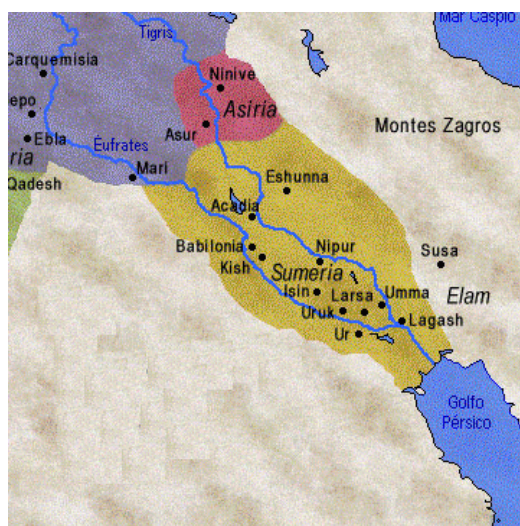 Mar Caspio
Tigris
Carquemisia
Ninive
Asiria
epo
Asur
Montes Zagros
Ebla
Éufrates
ria
Mari
Qadesh
Eshunna
Acadia
Babilonia
Nipur
Susa
Kish
Sumeria
Isin
Larsa
Umma
Elam
Uruk
Lagash
Ur
Golfo
Pérsico